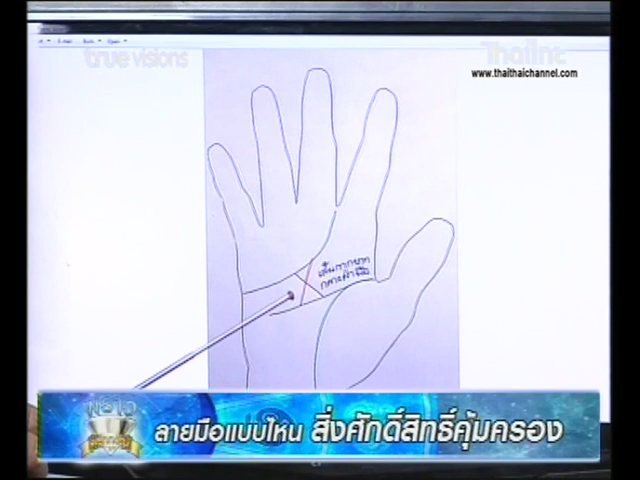 true visions
Thai Inc
www.thaithaichannel.com
เส้นกากบาท
กลางฝ่ามือ
ลายมือแบบไหน สิ่งศักดิ์สิทธิ์คุ้มครอง